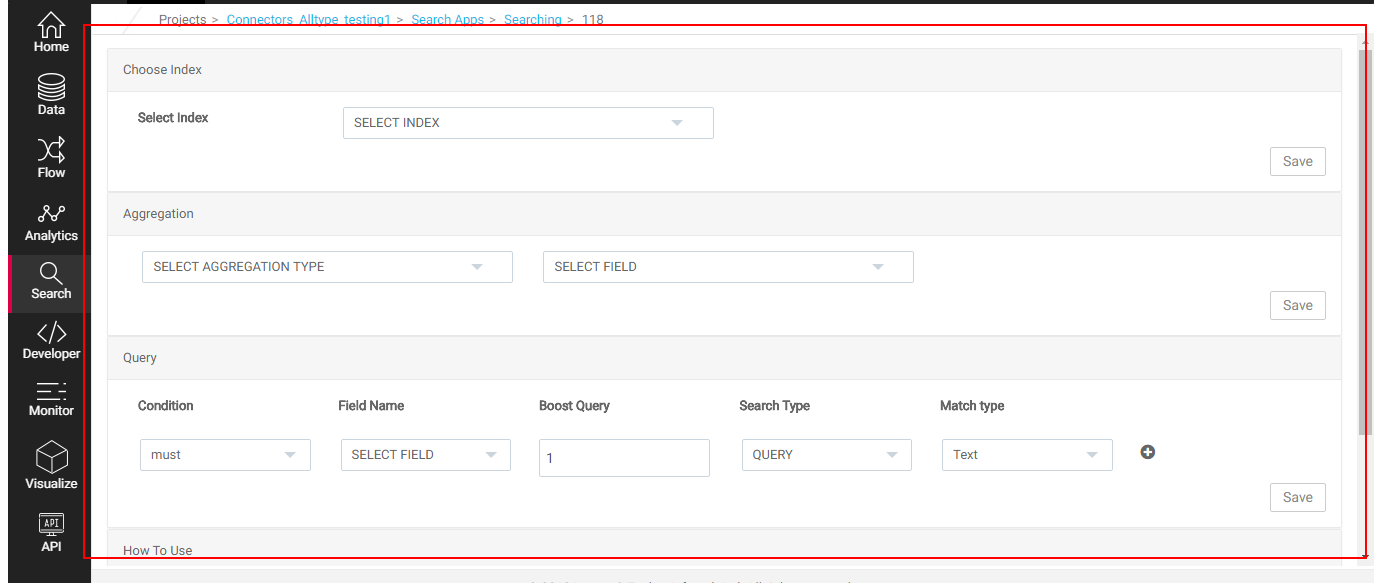 Projects > Connectors_Alltype_testing1 > Search Apps > Searching > 118
Home
Data
Flow
Analytics
Search
Developer
Monitor
Visualize
API
API
Choose Index
Select Index
SELECT INDEX
Save
Aggregation
SELECT AGGREGATION TYPE SELECT FIELD
Save
Query
Condition Field Name Boost Query Search Type Match type
must SELECT FIELD 1 QUERY Text
Save
How To Use